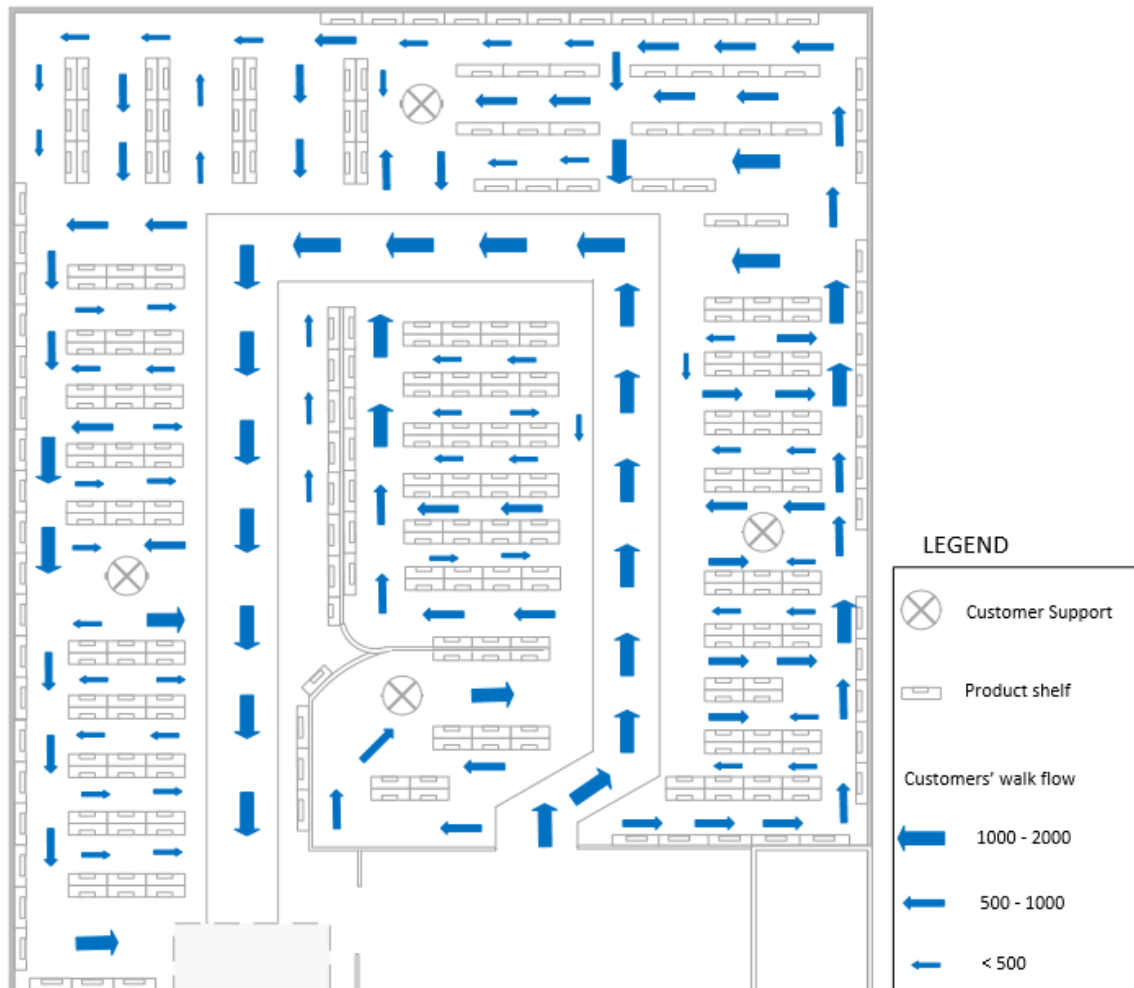 LEGEND
Customer Support
Product shelf
Customers' walk flow
1000 - 2000
500 - 1000
< 500